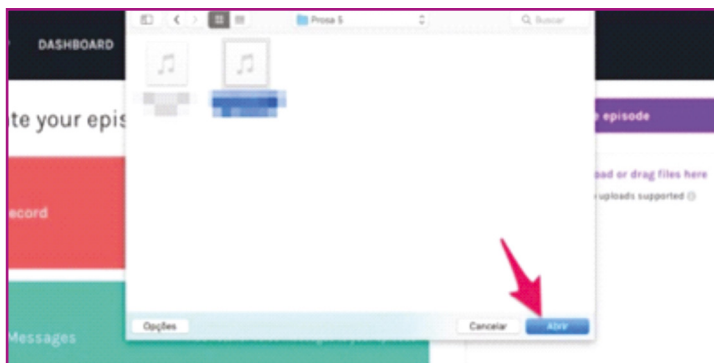 Prosa 5
Buscar
DASHBOARD
te your epis
e episode
oad or drag files here
e uploads supported
ecord
Messages
Opções
Cancelar
Abrir